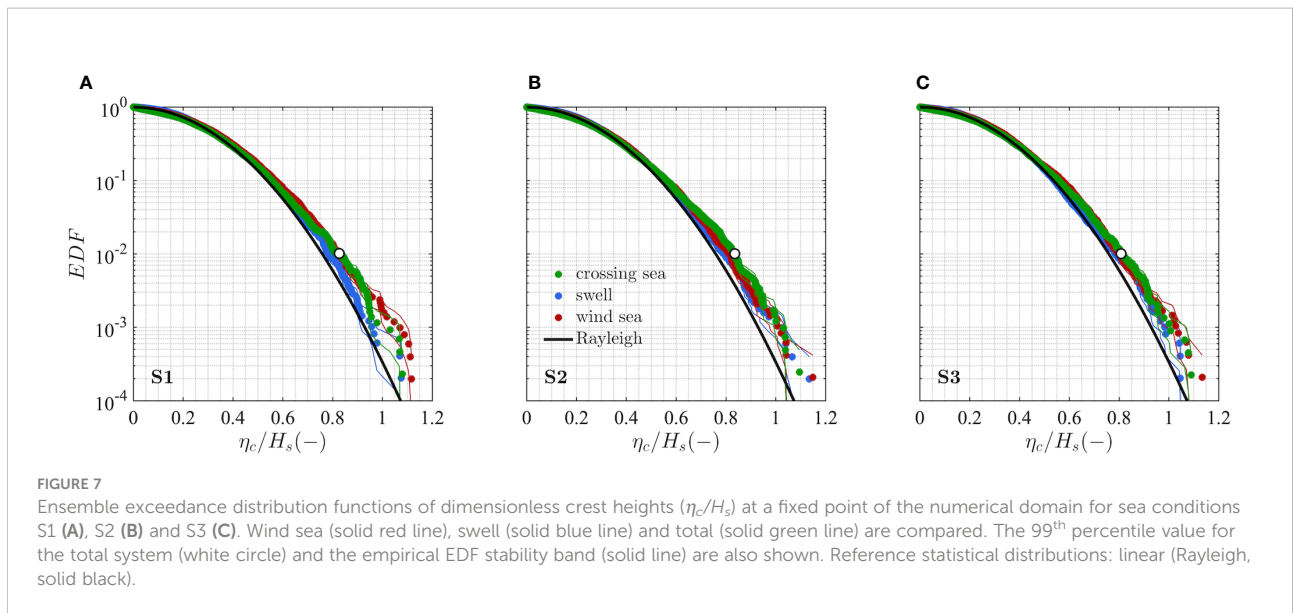 A
B
C
10^0
10^-1
10^-2
10^-3
10^-4
EDF
0 0.2 0.4 0.6 0.8 1 1.2
η_c/H_s(−)
S1
crossing sea
swell
wind sea
Rayleigh
0 0.2 0.4 0.6 0.8 1 1.2
η_c/H_s(−)
S2
0 0.2 0.4 0.6 0.8 1 1.2
η_c/H_s(−)
S3
FIGURE 7
Ensemble exceedance distribution functions of dimensionless crest heights (η_c/H_s) at a fixed point of the numerical domain for sea conditions
S1 (A), S2 (B) and S3 (C). Wind sea (solid red line), swell (solid blue line) and total (solid green line) are compared. The 99th percentile value for
the total system (white circle) and the empirical EDF stability band (solid line) are also shown. Reference statistical distributions: linear (Rayleigh,
solid black).